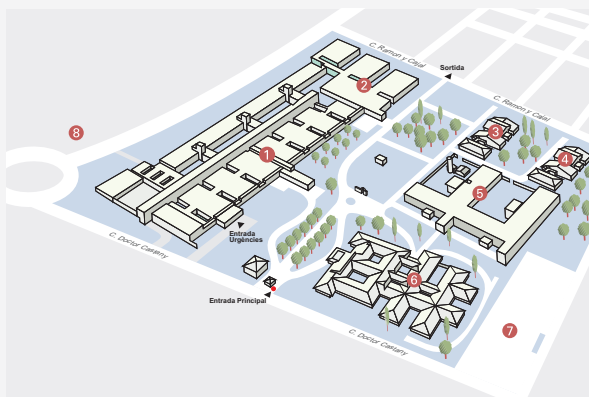 C. Ramon y Cajal
Sortida
C. Ramon y Cajal
2
8
3
4
1
5
Entrada
Urgències
C. Doctor Castany
6
Entrada Principal
7
C. Doctor Castany